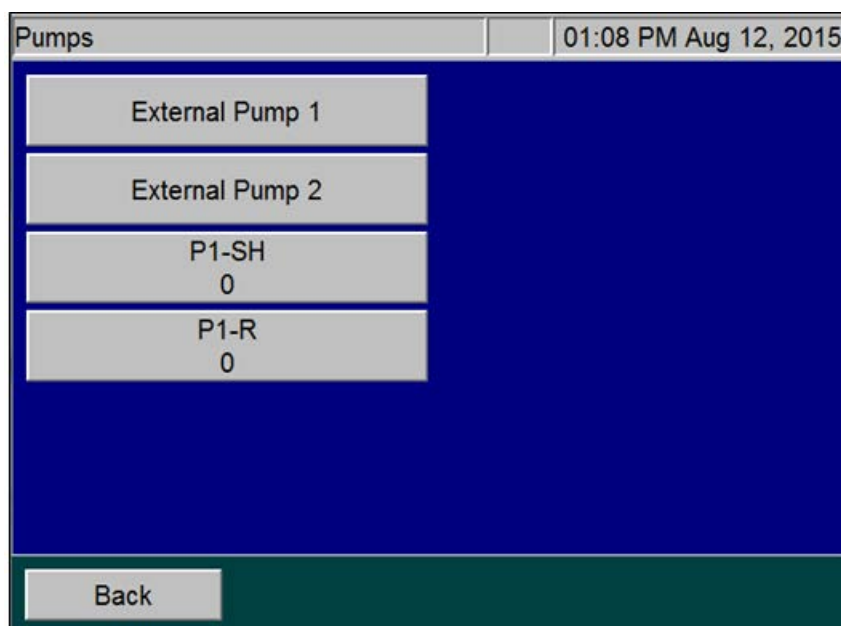 Pumps
01:08 PM Aug 12, 2015
External Pump 1
External Pump 2
P1-SH
0
P1-R
0
Back